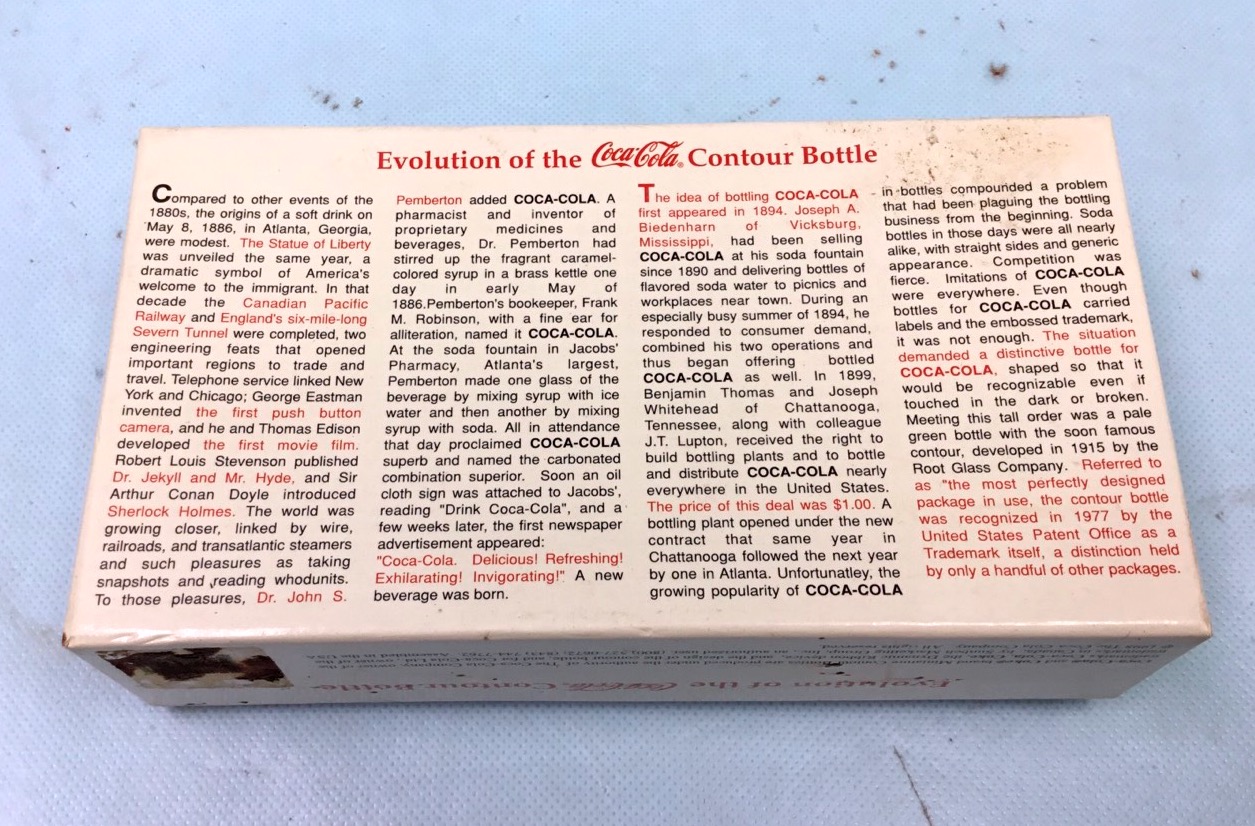 Evolution of the Coca-Cola® Contour Bottle
Compared to other events of the
1880s, the origins of a soft drink on
May 8, 1886, in Atlanta, Georgia,
were modest. The Statue of Liberty
was unveiled the same year, a
dramatic symbol of America's
welcome to the immigrant. In that
decade the Canadian Pacific
Railway and England's six-mile-long
Severn Tunnel were completed, two
engineering feats that opened
important regions to trade and
travel. Telephone service linked New
York and Chicago; George Eastman
invented the first push button
camera, and he and Thomas Edison
developed the first movie film.
Robert Louis Stevenson published
Dr. Jekyll and Mr. Hyde, and Sir
Arthur Conan Doyle introduced
Sherlock Holmes. The world was
growing closer, linked by wire,
railroads, and transatlantic steamers
and such pleasures as taking
snapshots and reading whodunits.
To those pleasures, Dr. John S.
Pemberton added COCA-COLA. A
pharmacist and inventor of
proprietary medicines and
beverages, Dr. Pemberton had
stirred up the fragrant caramel-
colored syrup in a brass kettle one
day in early May of
1886.Pemberton's bookeeper, Frank
M. Robinson, with a fine ear for
alliteration, named it COCA-COLA.
At the soda fountain in Jacobs'
Pharmacy, Atlanta's largest,
Pemberton made one glass of the
beverage by mixing syrup with ice
water and then another by mixing
syrup with soda. All in attendance
that day proclaimed COCA-COLA
superb and named the carbonated
combination superior. Soon an oil
cloth sign was attached to Jacobs',
reading "Drink Coca-Cola", and a
few weeks later, the first newspaper
advertisement appeared:
"Coca-Cola. Delicious! Refreshing!
Exhilarating! Invigorating!" A new
beverage was born.
The idea of bottling COCA-COLA
first appeared in 1894. Joseph A.
Biedenharn of Vicksburg,
Mississippi, had been selling
COCA-COLA at his soda fountain
since 1890 and delivering bottles of
flavored soda water to picnics and
workplaces near town. During an
especially busy summer of 1894, he
responded to consumer demand,
combined his two operations and
thus began offering bottled
COCA-COLA as well. In 1899,
Benjamin Thomas and Joseph
Whitehead of Chattanooga,
Tennessee, along with colleague
J.T. Lupton, received the right to
build bottling plants and to bottle
and distribute COCA-COLA nearly
everywhere in the United States.
The price of this deal was $1.00. A
bottling plant opened under the new
contract that same year in
Chattanooga followed the next year
by one in Atlanta. Unfortunatley, the
growing popularity of COCA-COLA
in bottles compounded a problem
that had been plaguing the bottling
business from the beginning. Soda
bottles in those days were all nearly
alike, with straight sides and generic
appearance. Competition was
fierce. Imitations of COCA-COLA
were everywhere. Even though
bottles for COCA-COLA carried
labels and the embossed trademark,
it was not enough. The situation
demanded a distinctive bottle for
COCA-COLA, shaped so that it
would be recognizable even if
touched in the dark or broken.
Meeting this tall order was a pale
green bottle with the soon famous
contour, developed in 1915 by the
Root Glass Company. Referred to
as "the most perfectly designed
package in use, the contour bottle
was recognized in 1977 by the
United States Patent Office as a
Trademark itself, a distinction held
by only a handful of other packages.
Evolution of the Coca-Cola Contour Bottle